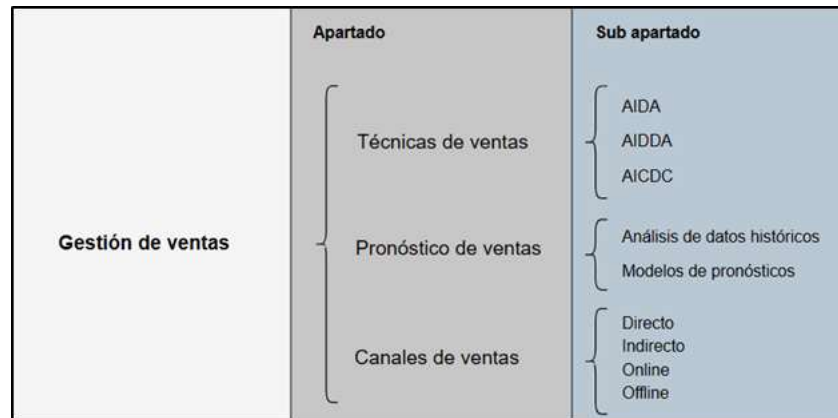 Apartado
Sub apartado
Gestión de ventas
Técnicas de ventas
AIDA
AIDDA
AICDC
Pronóstico de ventas
Análisis de datos históricos
Modelos de pronósticos
Canales de ventas
Directo
Indirecto
Online
Offline